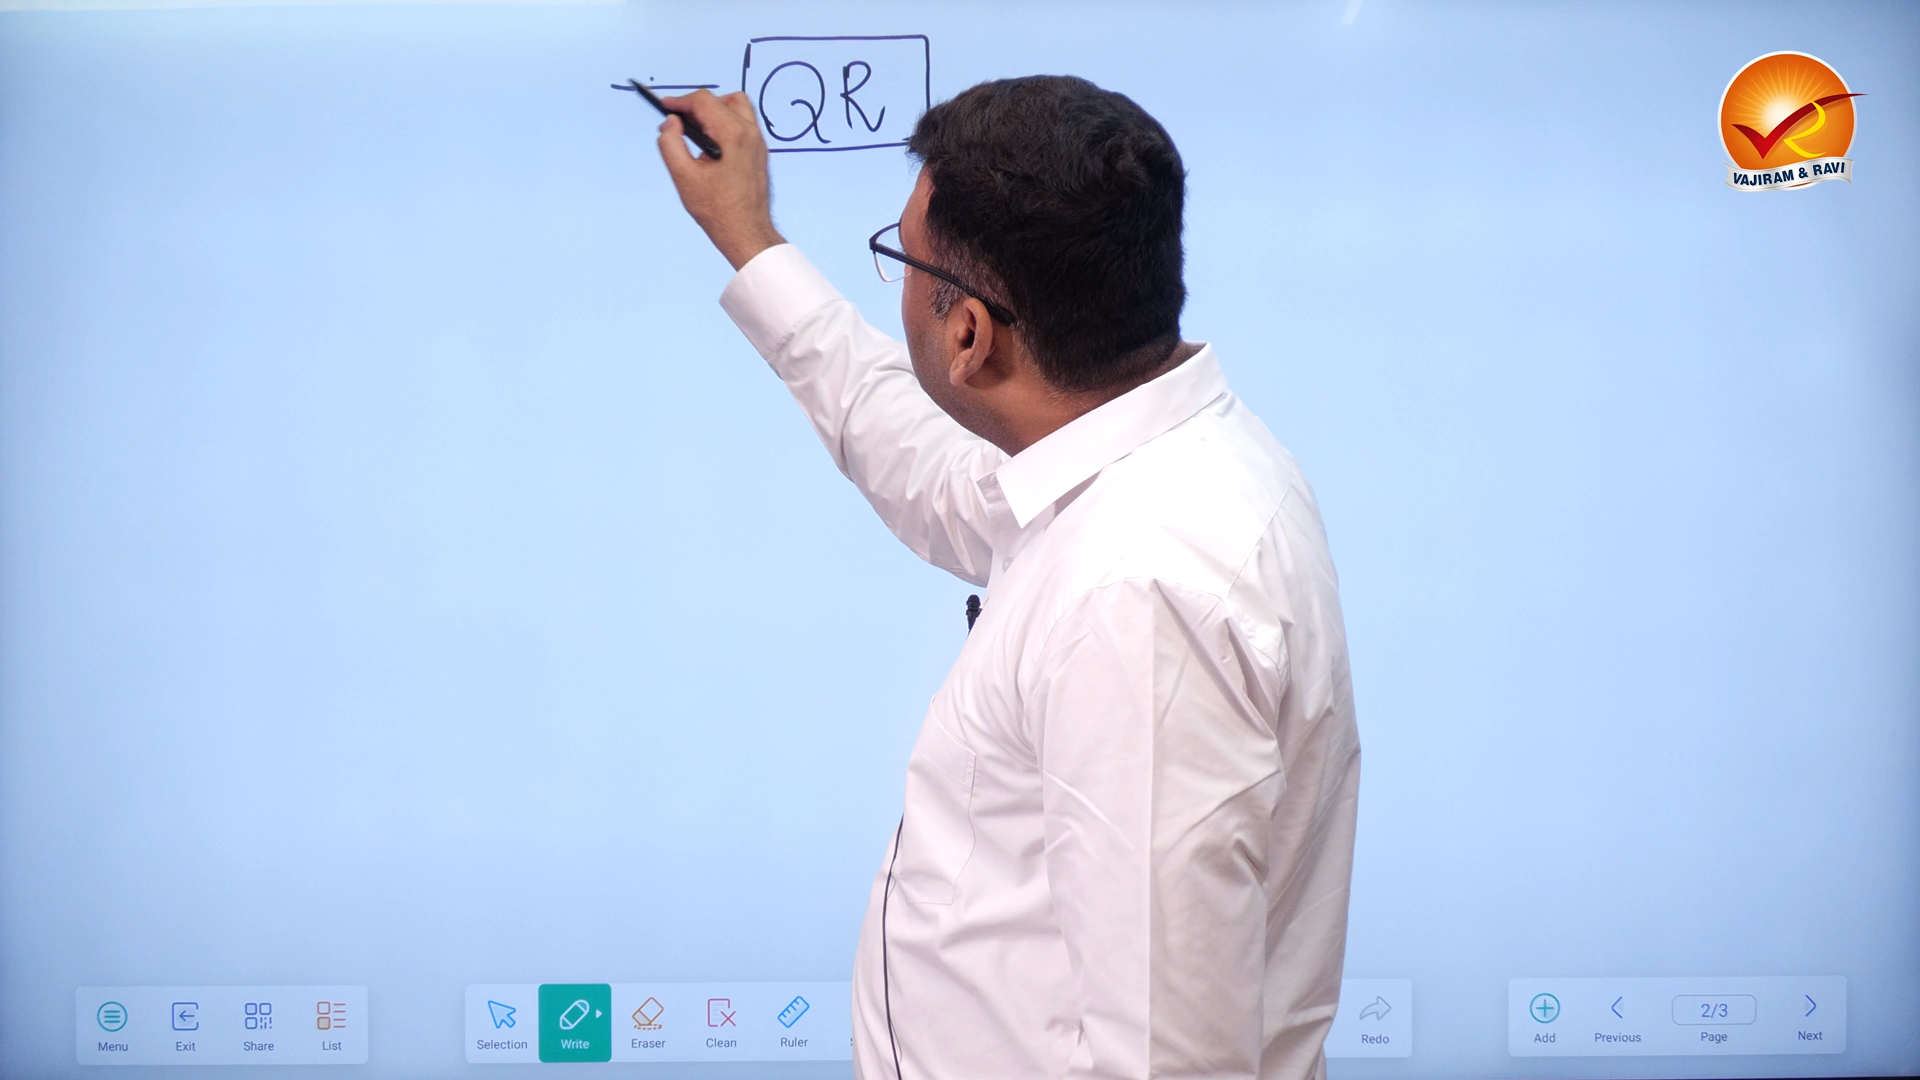 QR
VAJIRAM & RAVI
Menu
Exit
Share
List
Selection
Write
Eraser
Clean
Ruler
Redo
Add
Previous
2/3
Page
Next